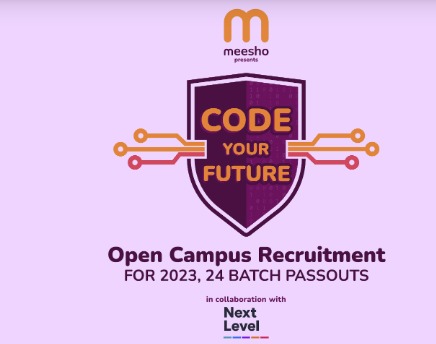 meesho
presents
CODE
YOUR
FUTURE
Open Campus Recruitment
FOR 2023, 24 BATCH PASSOUTS
in collaboration with
Next
Level